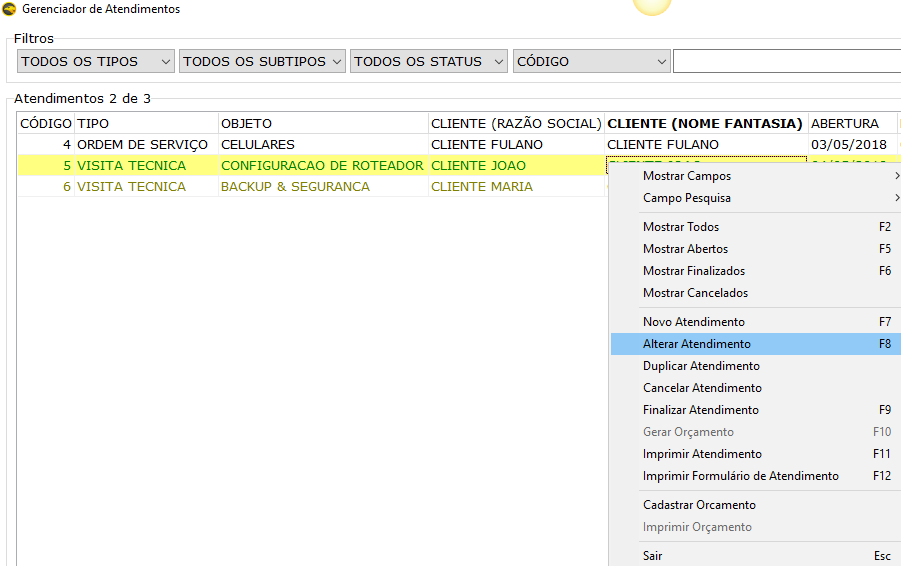 Gerenciador de Atendimentos
Filtros
TODOS OS TIPOS TODOS OS SUBTIPOS TODOS OS STATUS CÓDIGO
Atendimentos 2 de 3
CÓDIGO TIPO OBJETO CLIENTE (RAZÃO SOCIAL) CLIENTE (NOME FANTASIA) ABERTURA
4 ORDEM DE SERVIÇO CELULARES CLIENTE FULANO CLIENTE FULANO 03/05/2018
5 VISITA TECNICA CONFIGURACAO DE ROTEADOR CLIENTE JOAO
6 VISITA TECNICA BACKUP & SEGURANCA CLIENTE MARIA
Mostrar Campos
Campo Pesquisa
Mostrar Todos F2
Mostrar Abertos F5
Mostrar Finalizados F6
Mostrar Cancelados
Novo Atendimento F7
Alterar Atendimento F8
Duplicar Atendimento
Cancelar Atendimento
Finalizar Atendimento F9
Gerar Orçamento F10
Imprimir Atendimento F11
Imprimir Formulário de Atendimento F12
Cadastrar Orcamento
Imprimir Orçamento
Sair Esc